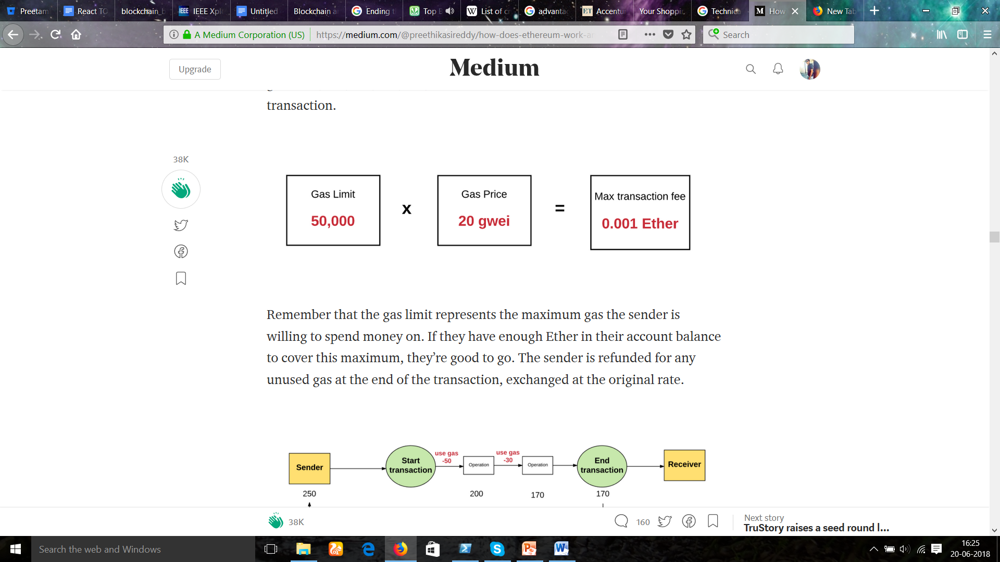 Preetam
React TO
blockchain_b
IEEE Xpl
Untitled
Blockchain a
Ending t
Top B
List of cr
advantag
Accentur
Your Shoppin
Technica
How
New Tab
A Medium Corporation (US)
https://medium.com/@preethikasireddy/how-does-ethereum-work-a
Search
Upgrade
Medium
transaction.
38K
Gas Limit
50,000
x
Gas Price
20 gwei
=
Max transaction fee
0.001 Ether
Remember that the gas limit represents the maximum gas the sender is
willing to spend money on. If they have enough Ether in their account balance
to cover this maximum, they’re good to go. The sender is refunded for any
unused gas at the end of the transaction, exchanged at the original rate.
Sender
Start
transaction
use gas
-50
Operation
use gas
-30
Operation
End
transaction
Receiver
250
200
170
170
38K
160
Next story
TruStory raises a seed round l...
Search the web and Windows
16:25
20-06-2018